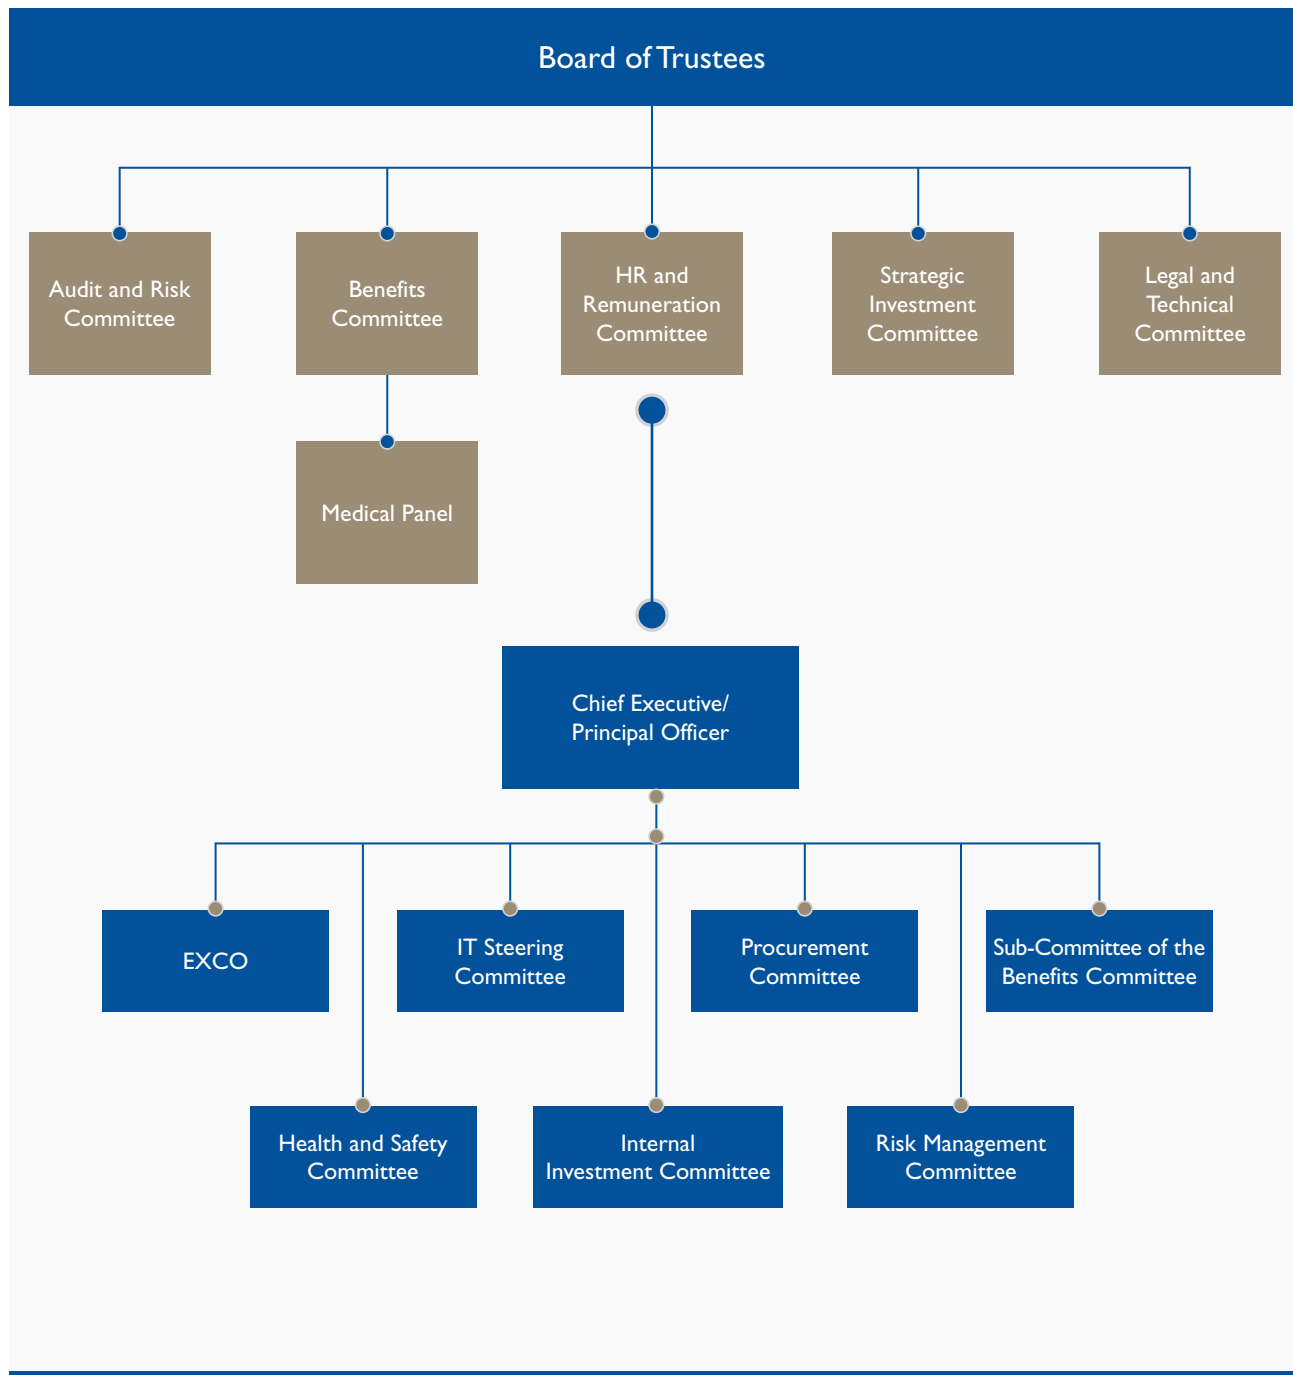 Board of Trustees
Audit and Risk
Committee
Benefits
Committee
HR and
Remuneration
Committee
Strategic
Investment
Committee
Legal and
Technical
Committee
Medical Panel
Chief Executive/
Principal Officer
EXCO
IT Steering
Committee
Procurement
Committee
Sub-Committee of the
Benefits Committee
Health and Safety
Committee
Internal
Investment Committee
Risk Management
Committee